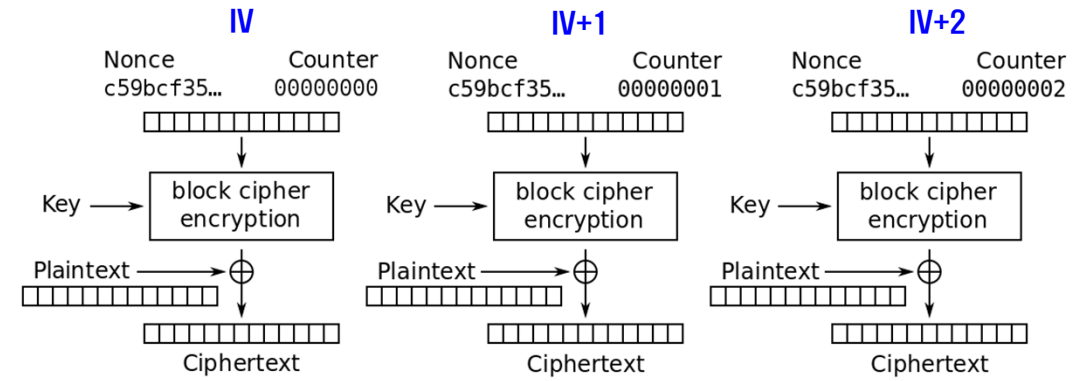 IV IV+1 IV+2
Nonce Counter Nonce Counter Nonce Counter
c59bcf35… 00000000 c59bcf35… 00000001 c59bcf35… 00000002
block cipher block cipher block cipher
Key Key Key
encryption encryption encryption
Plaintext Plaintext Plaintext
Ciphertext Ciphertext Ciphertext